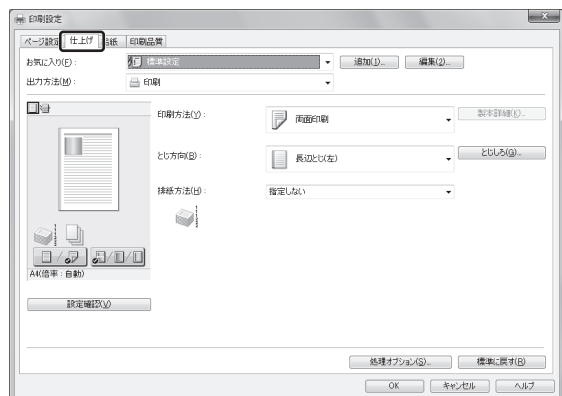 印刷設定
ページ設定 仕上げ 給紙 印刷品質
お気に入り(F): 標準設定 追加(1)... 編集(2)...
出力方法(M): 印刷
印刷方法(Y): 両面印刷 製本詳細(K)...
とじ方向(B): 長辺とじ(左) とじしろ(G)...
排紙方法(H): 指定しない
A4(倍率:自動)
設定確認(V)
処理オプション(S)... 標準に戻す(R)
OK キャンセル ヘルプ